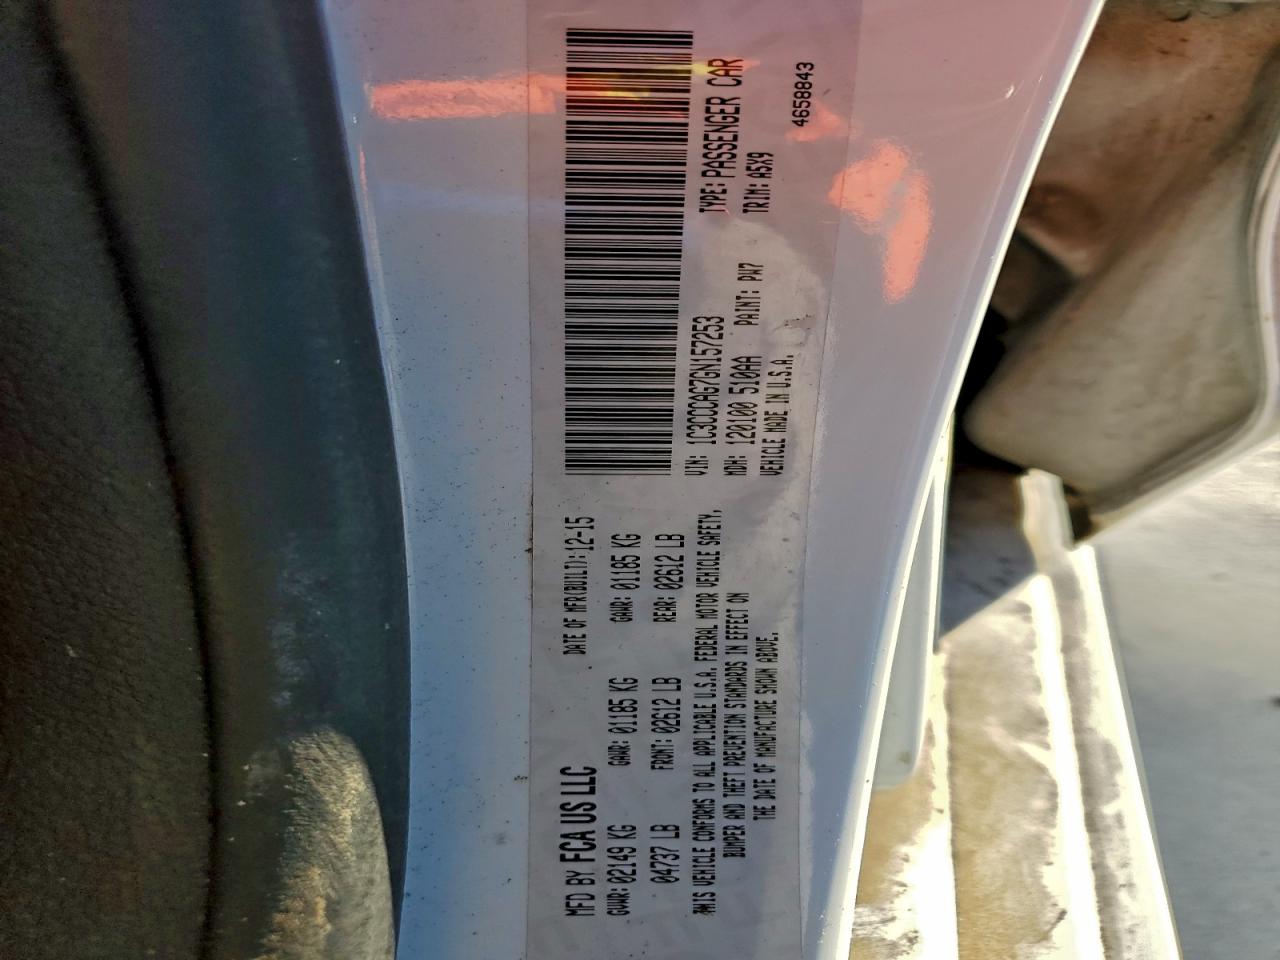 MFD BY FCA US LLC DATE OF MFR(BUILT): 12-15
GVWR: 02149 KG GAWR: 01185 KG GAWR: 01185 KG
04737 LB FRONT: 02612 LB REAR: 02612 LB
THIS VEHICLE CONFORMS TO ALL APPLICABLE U.S.A. FEDERAL MOTOR VEHICLE SAFETY,
BUMPER AND THEFT PREVENTION STANDARDS IN EFFECT ON
THE DATE OF MANUFACTURE SHOWN ABOVE.
VIN: 1C3CCCAG7GN157253 TYPE: PASSENGER CAR
MDH: 120100 510AA PAINT: PW7 TRIM: A5X9
VEHICLE MADE IN U.S.A.
4658843